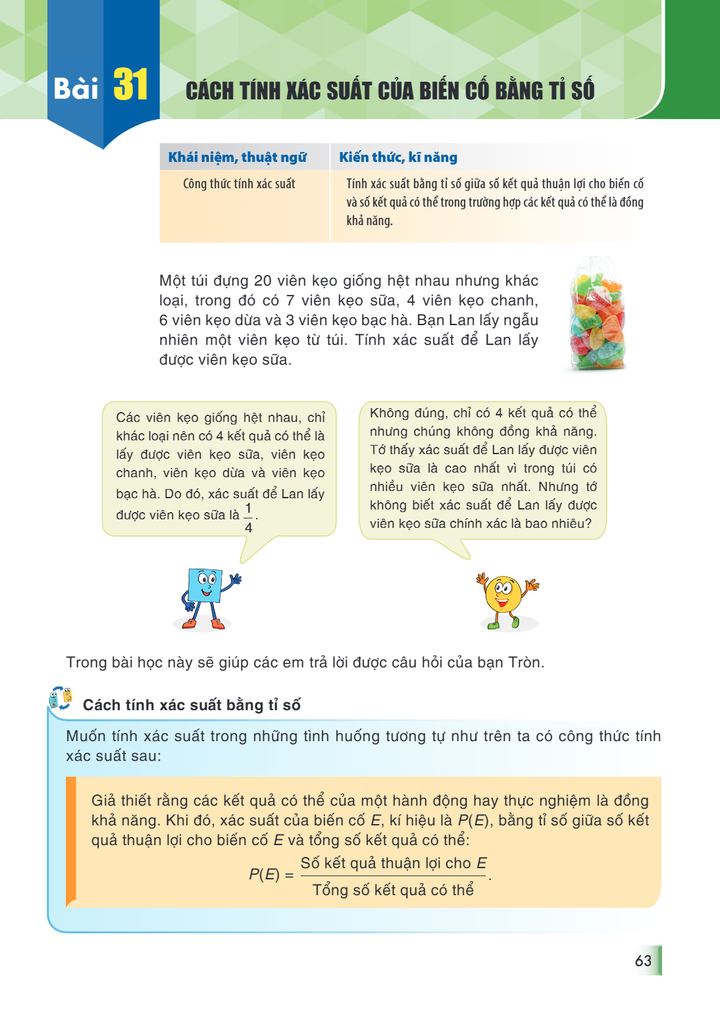 Bài 31
CÁCH TÍNH XÁC SUẤT CỦA BIẾN CỐ BẰNG TỈ SỐ
Khái niệm, thuật ngữ
Công thức tính xác suất
Kiến thức, kĩ năng
Tính xác suất bằng tỉ số giữa số kết quả thuận lợi cho biến cố
và số kết quả có thể trong trường hợp các kết quả có thể là đồng
khả năng.
Một túi đựng 20 viên kẹo giống hệt nhau nhưng khác
loại, trong đó có 7 viên kẹo sữa, 4 viên kẹo chanh,
6 viên kẹo dừa và 3 viên kẹo bạc hà. Bạn Lan lấy ngẫu
nhiên một viên kẹo từ túi. Tính xác suất để Lan lấy
được viên kẹo sữa.
Các viên kẹo giống hệt nhau, chỉ
khác loại nên có 4 kết quả có thể là
lấy được viên kẹo sữa, viên kẹo
chanh, viên kẹo dừa và viên kẹo
bạc hà. Do đó, xác suất để Lan lấy
được viên kẹo sữa là 1/4.
Không đúng, chỉ có 4 kết quả có thể
nhưng chúng không đồng khả năng.
Tớ thấy xác suất để Lan lấy được viên
kẹo sữa là cao nhất vì trong túi có
nhiều viên kẹo sữa nhất. Nhưng tớ
không biết xác suất để Lan lấy được
viên kẹo sữa chính xác là bao nhiêu?
Trong bài học này sẽ giúp các em trả lời được câu hỏi của bạn Tròn.
Cách tính xác suất bằng tỉ số
Muốn tính xác suất trong những tình huống tương tự như trên ta có công thức tính
xác suất sau:
Giả thiết rằng các kết quả có thể của một hành động hay thực nghiệm là đồng
khả năng. Khi đó, xác suất của biến cố E, kí hiệu là P(E), bằng tỉ số giữa số kết
quả thuận lợi cho biến cố E và tổng số kết quả có thể:
Số kết quả thuận lợi cho E
P(E) =
Tổng số kết quả có thể.
63